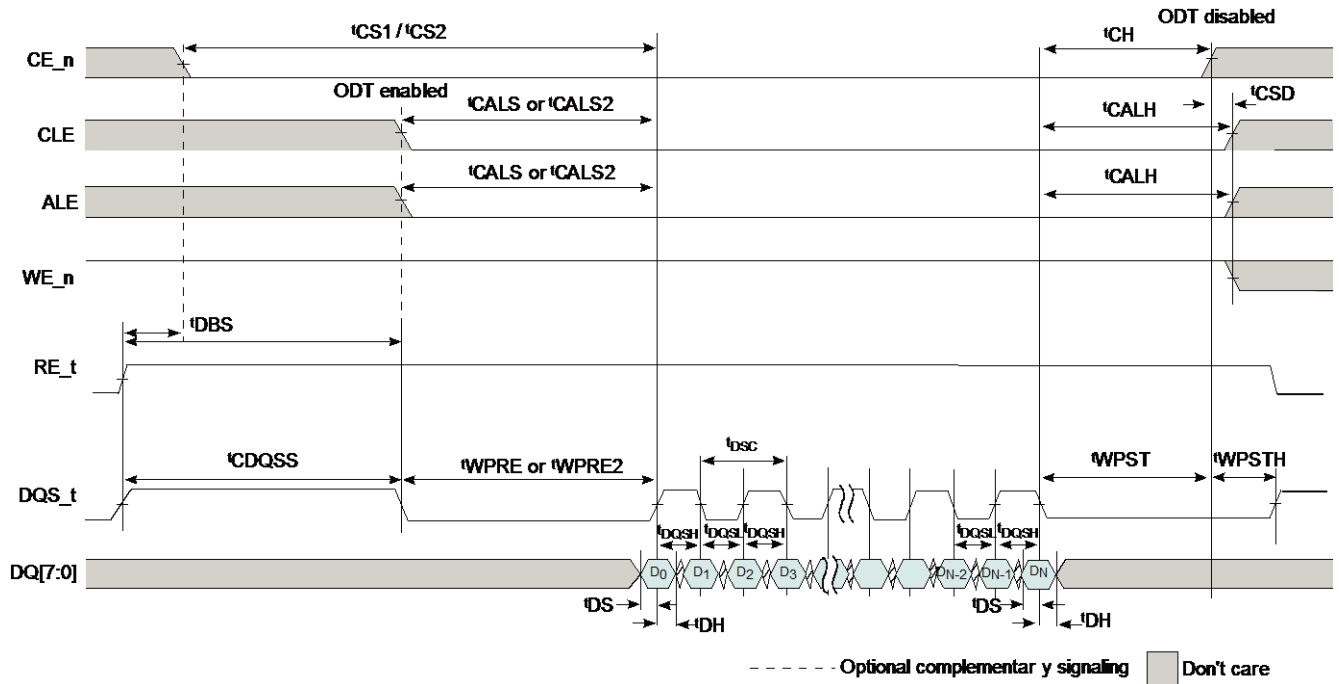 ODT disabled
tCS1 / tCS2
tCH
CE_n
ODT enabled
tCALS or tCALS2
tCALH
tCSD
CLE
tCALS or tCALS2
tCALH
ALE
WE_n
tDBS
RE_t
tCDQSS
tWPRE or tWPRE2
tDSC
tWPST
tWPSTH
DQS_t
tDQSH
tDQSL
tDQSH
tDQSL
tDQSH
DQ[7:0]
D0
D1
D2
D3
DN-2
DN-1
DN
tDS
tDH
tDS
tDH
Optional complementar y signaling
Don't care